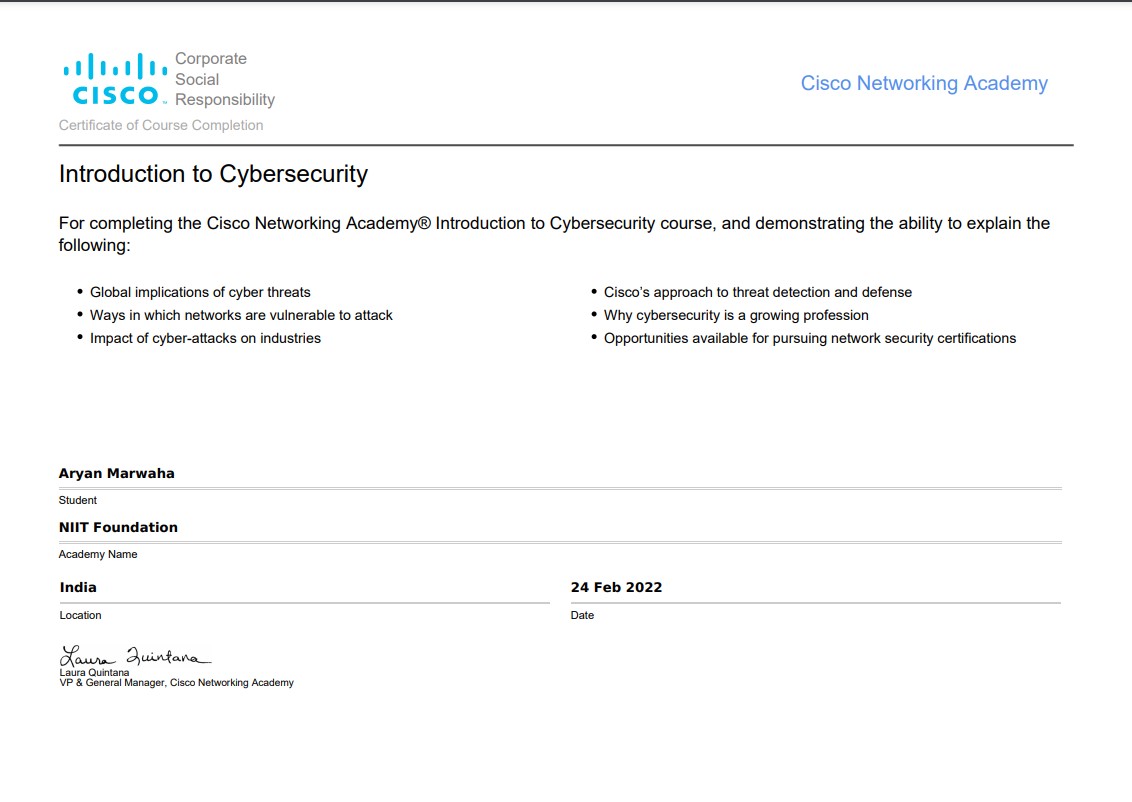 Corporate
Social
Responsibility
CISCO™
Cisco Networking Academy
Certificate of Course Completion
Introduction to Cybersecurity
For completing the Cisco Networking Academy® Introduction to Cybersecurity course, and demonstrating the ability to explain the
following:
• Global implications of cyber threats
• Ways in which networks are vulnerable to attack
• Impact of cyber-attacks on industries
• Cisco’s approach to threat detection and defense
• Why cybersecurity is a growing profession
• Opportunities available for pursuing network security certifications
Aryan Marwaha
Student
NIIT Foundation
Academy Name
India
Location
24 Feb 2022
Date
Laura Quintana
Laura Quintana
VP & General Manager, Cisco Networking Academy